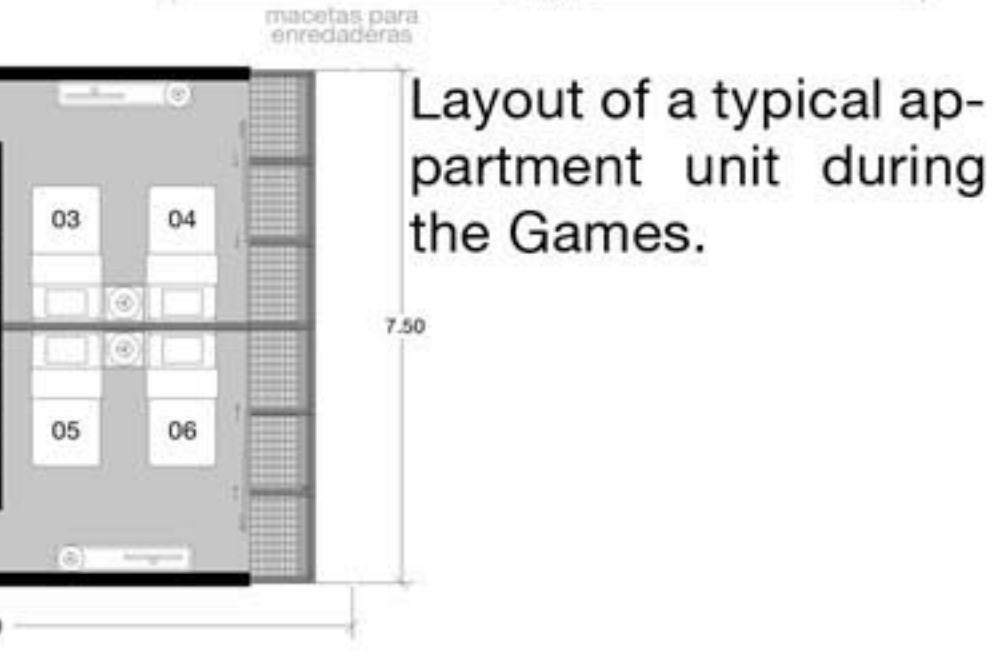 macetas para
enredaderas
Layout of a typical ap-
partment unit during
the Games.
03
04
7.50
05
06